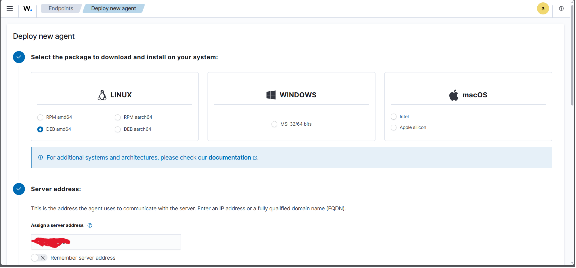 W.
Endpoints
Deploy new agent
a
Deploy new agent
Select the package to download and install on your system:
LINUX
RPM amd64
RPM aarch64
DEB amd64
DEB aarch64
WINDOWS
MSI 32/64 bits
macOS
Intel
Apple silicon
For additional systems and architectures, please check our documentation
Server address:
This is the address the agent uses to communicate with the server. Enter an IP address or a fully qualified domain name (FQDN).
Assign a server address
Remember server address